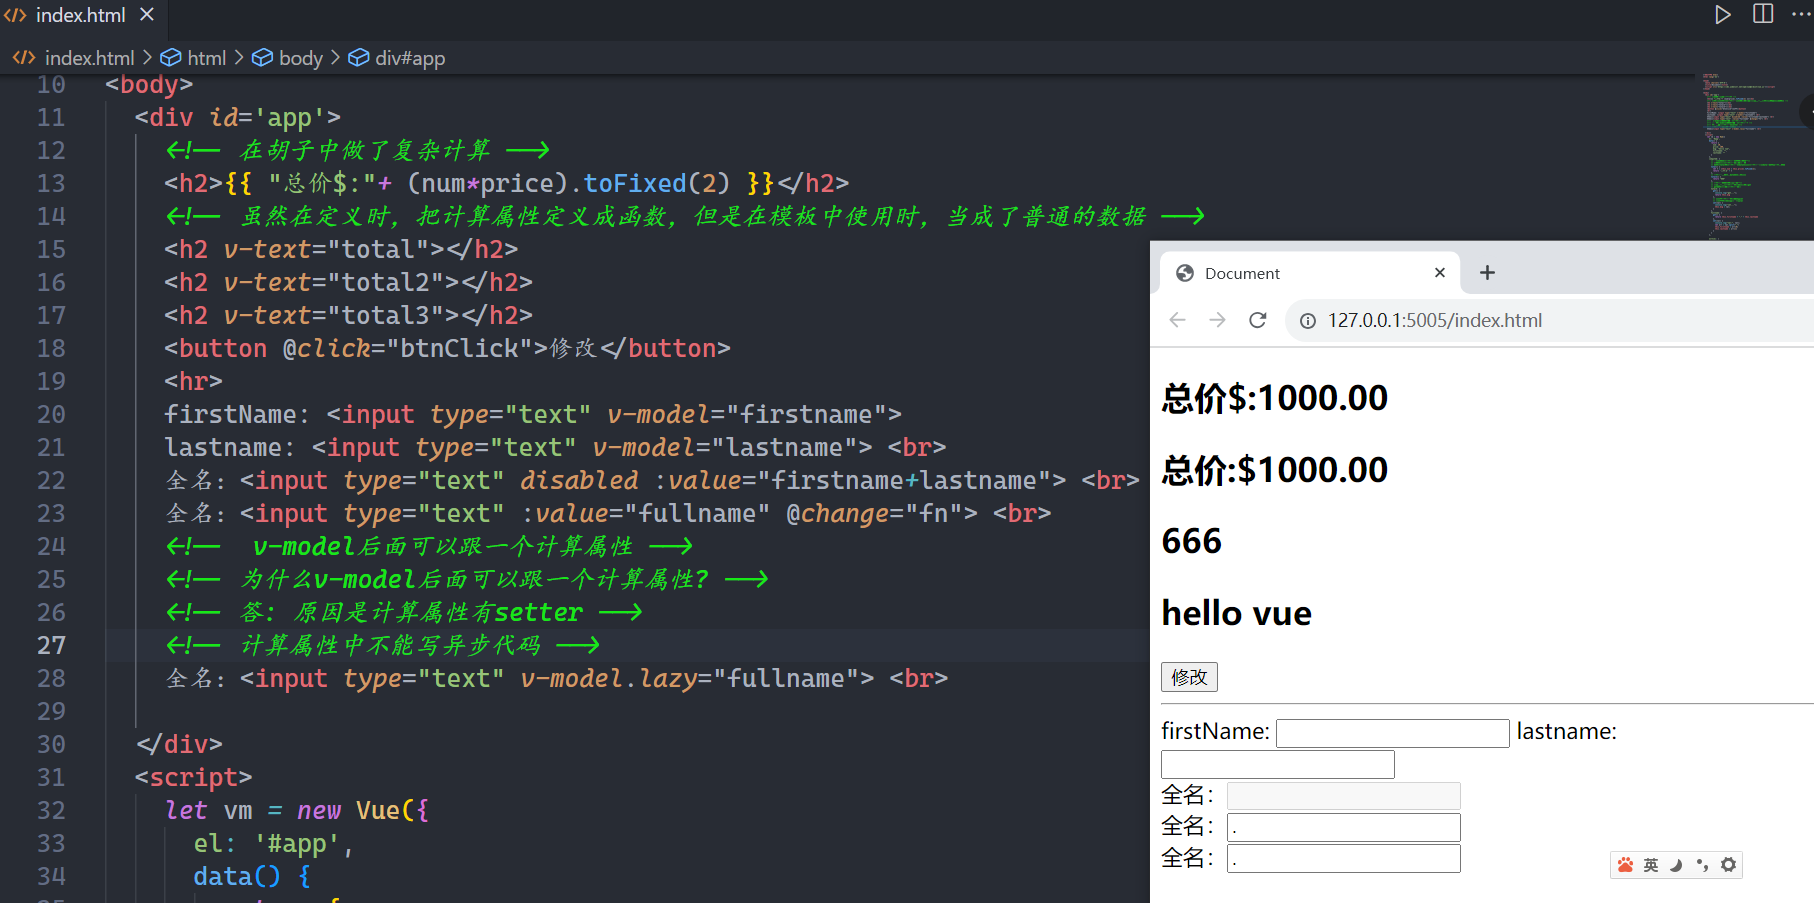 index.html
index.html > html > body > div#app
10 <body>
11 <div id='app'>
12 <!-- 在胡子中做了复杂计算 -->
13 <h2>{{ "总价$:"+ (num*price).toFixed(2) }}</h2>
14 <!-- 虽然在定义时，把计算属性定义成函数，但是在模板中使用时，当成了普通的数据 -->
15 <h2 v-text="total"></h2>
16 <h2 v-text="total2"></h2>
17 <h2 v-text="total3"></h2>
18 <button @click="btnClick">修改</button>
19 <hr>
20 firstName: <input type="text" v-model="firstname">
21 lastname: <input type="text" v-model="lastname"> <br>
22 全名：<input type="text" disabled :value="firstname+lastname"> <br>
23 全名：<input type="text" :value="fullname" @change="fn"> <br>
24 <!-- v-model后面可以跟一个计算属性 -->
25 <!-- 为什么v-model后面可以跟一个计算属性？ -->
26 <!-- 答：原因是计算属性有setter -->
27 <!-- 计算属性中不能写异步代码 -->
28 全名：<input type="text" v-model.lazy="fullname"> <br>
29
30 </div>
31 <script>
32 let vm = new Vue({
33 el: '#app',
34 data() {
Document
127.0.0.1:5005/index.html
总价$:1000.00
总价:$1000.00
666
hello vue
修改
firstName: lastname:
全名：
全名： .
全名： .
英